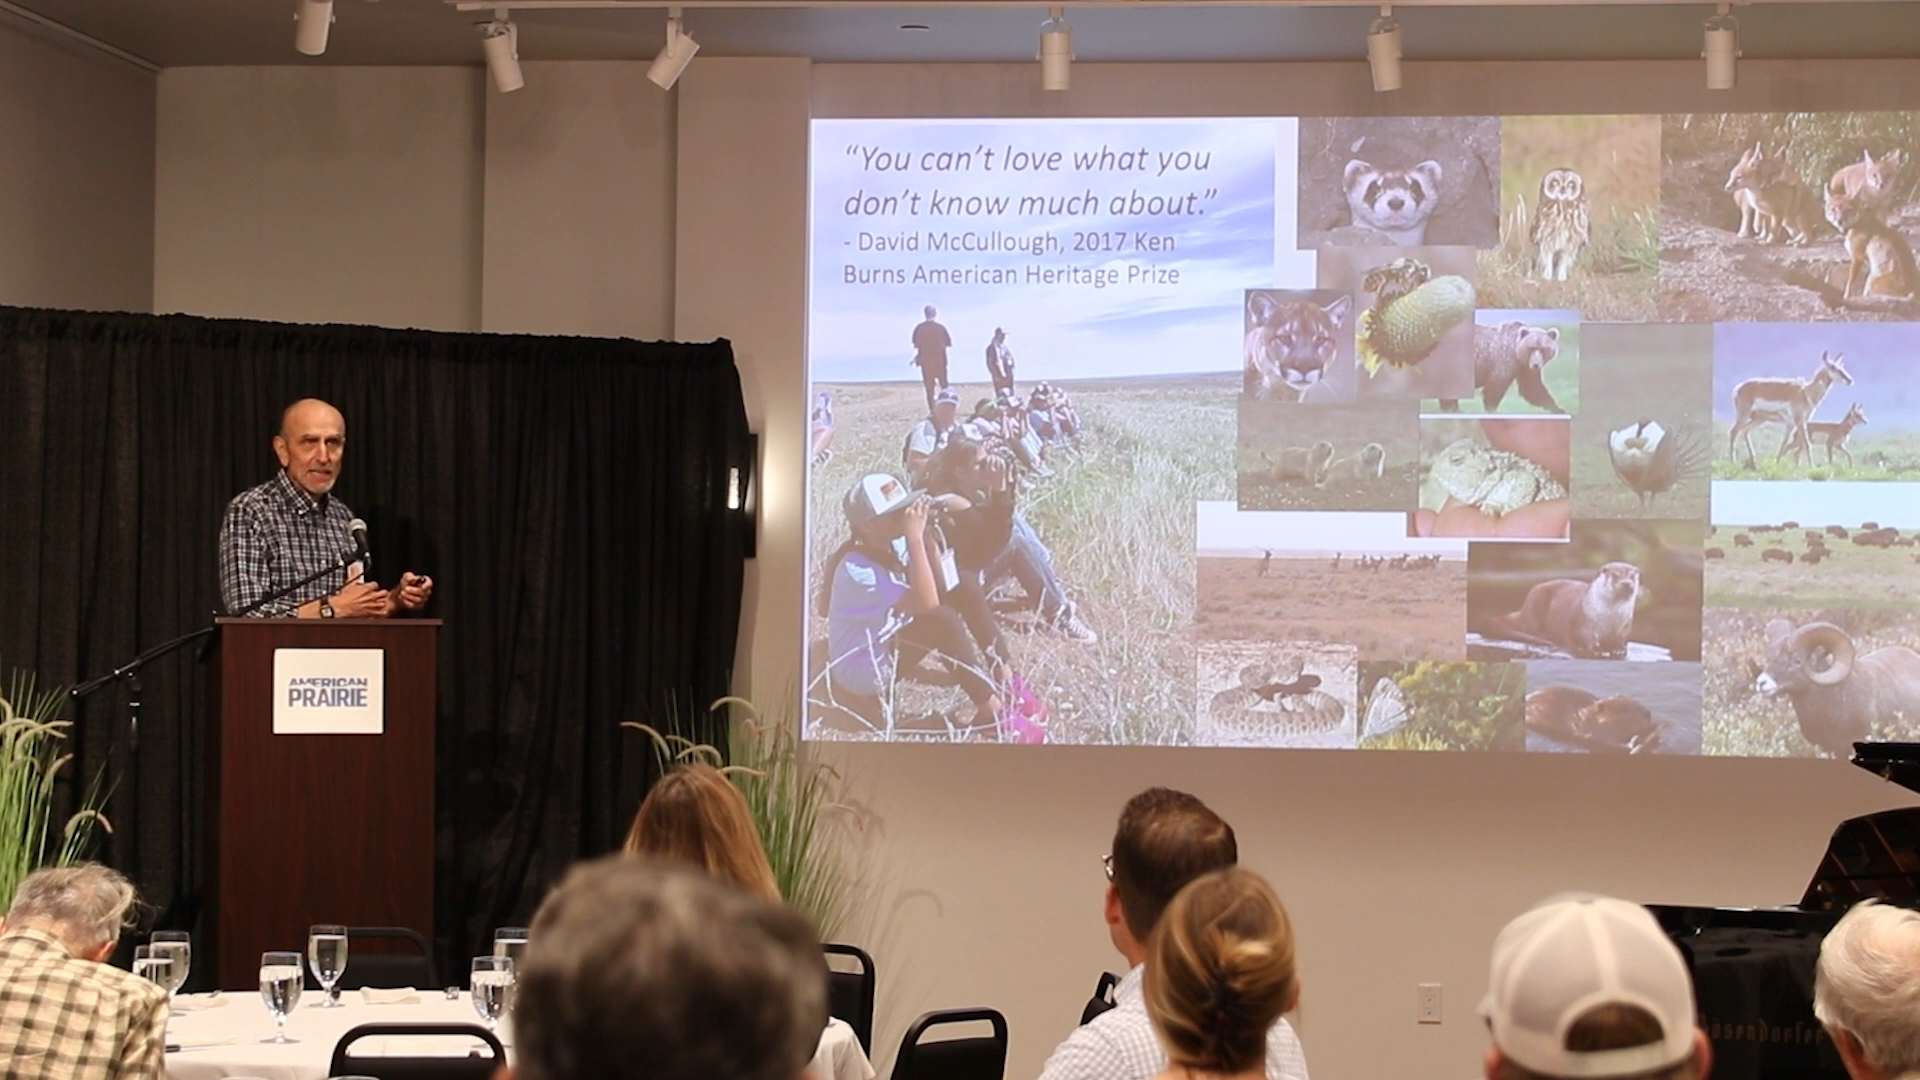 “You can’t love what you
don’t know much about.”
- David McCullough, 2017 Ken
Burns American Heritage Prize
AMERICAN
PRAIRIE
Bösendorfer